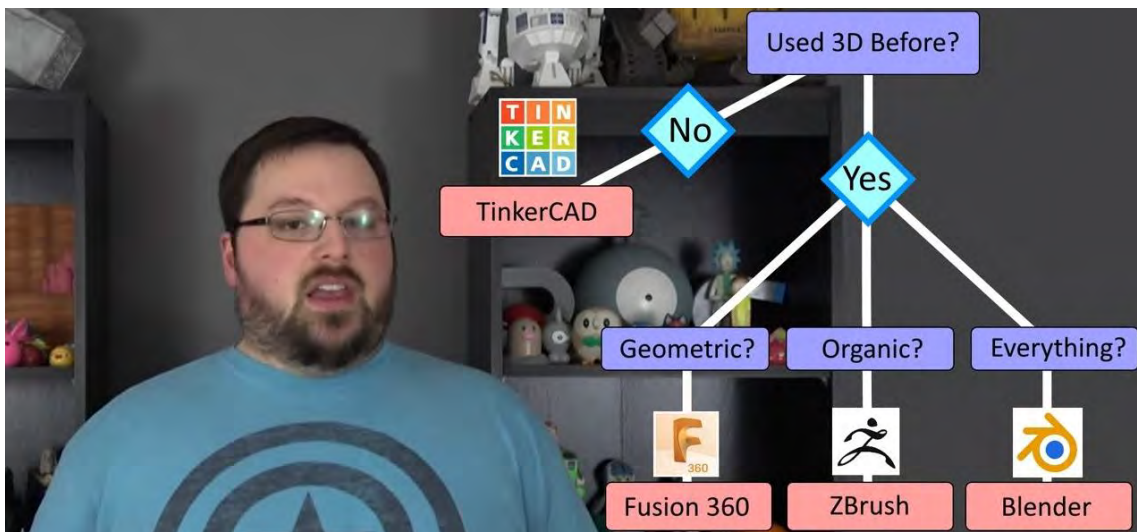 Used 3D Before?
TIN
KER
CAD
No
Yes
TinkerCAD
Geometric?
Organic?
Everything?
F
360
Fusion 360
ZBrush
Blender